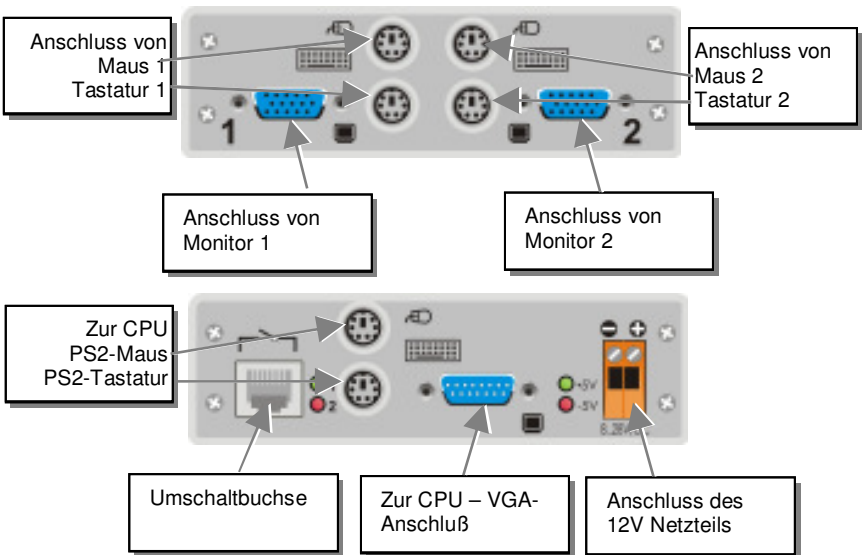 Anschluss von
Maus 1
Tastatur 1
Anschluss von
Maus 2
Tastatur 2
1
2
Anschluss von
Monitor 1
Anschluss von
Monitor 2
Zur CPU
PS2-Maus
PS2-Tastatur
2
+5V
-5V
Umschaltbuchse
Zur CPU – VGA-
Anschluß
Anschluss des
12V Netzteils